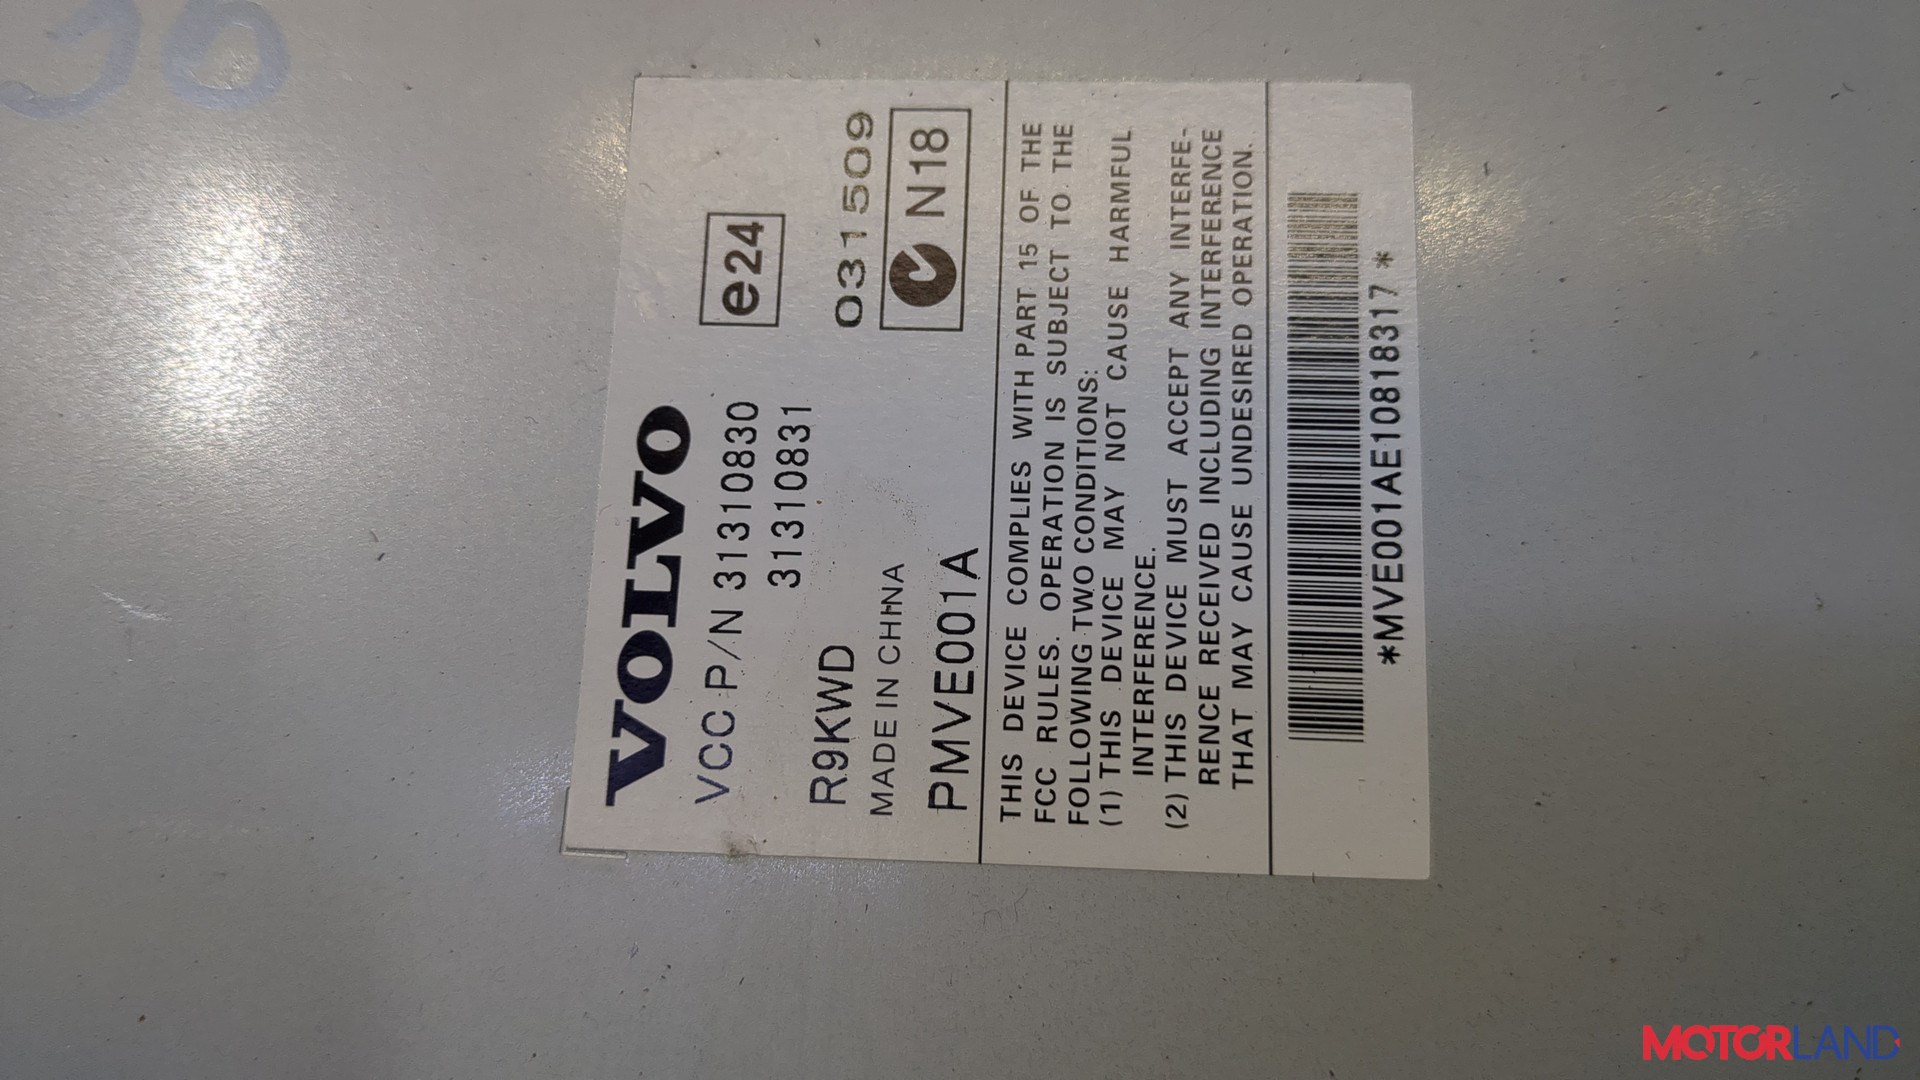 VOLVO
VCC P/N 31310830
31310831
e24
R9KWD
031509
MADE IN CHINA
N18
PMVE001A
THIS DEVICE COMPLIES WITH PART 15 OF THE
FCC RULES. OPERATION IS SUBJECT TO THE
FOLLOWING TWO CONDITIONS:
(1) THIS DEVICE MAY NOT CAUSE HARMFUL
INTERFERENCE.
(2) THIS DEVICE MUST ACCEPT ANY INTERFE-
RENCE RECEIVED INCLUDING INTERFERENCE
THAT MAY CAUSE UNDESIRED OPERATION.
*MVE001AE10818317*
MOTORLAND